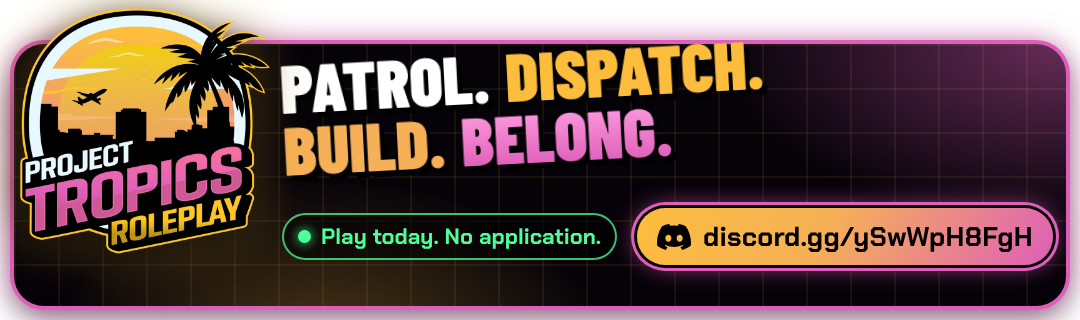 PROJECT
TROPICS
ROLEPLAY
PATROL. DISPATCH.
BUILD. BELONG.
Play today. No application.
discord.gg/ySwWpH8FgH